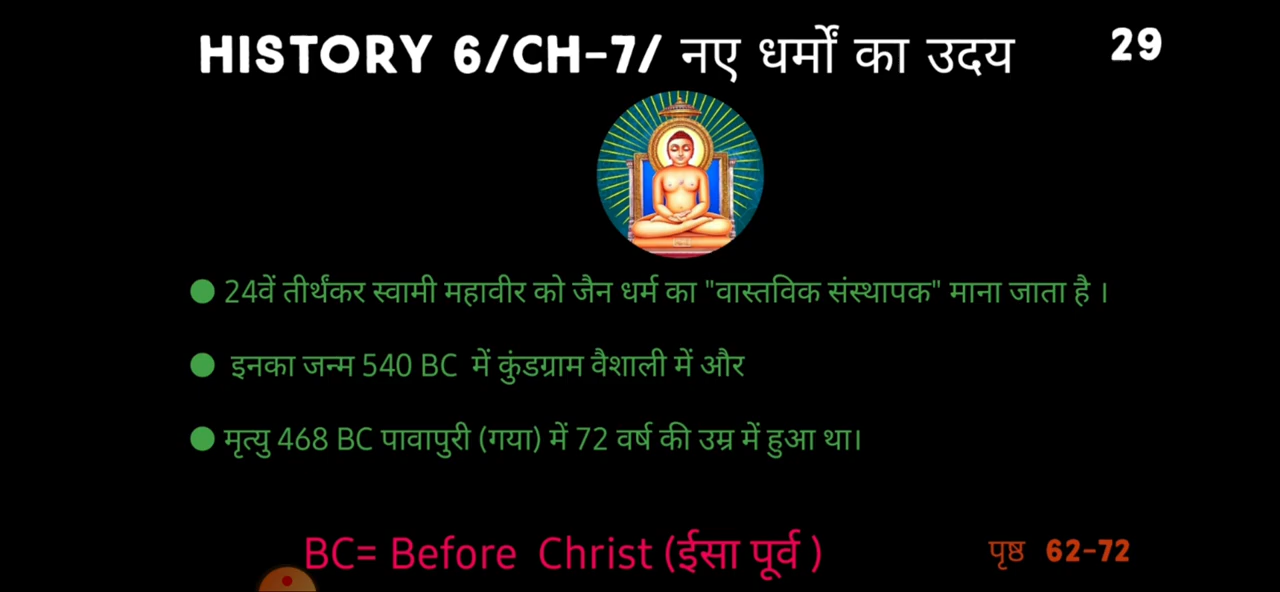 HISTORY 6/CH-7/ नए धर्मों का उदय
29
● 24वें तीर्थंकर स्वामी महावीर को जैन धर्म का "वास्तविक संस्थापक" माना जाता है ।
● इनका जन्म 540 BC में कुंडग्राम वैशाली में और
● मृत्यु 468 BC पावापुरी (गया) में 72 वर्ष की उम्र में हुआ था।
BC= Before Christ (ईसा पूर्व )
पृष्ठ 62-72